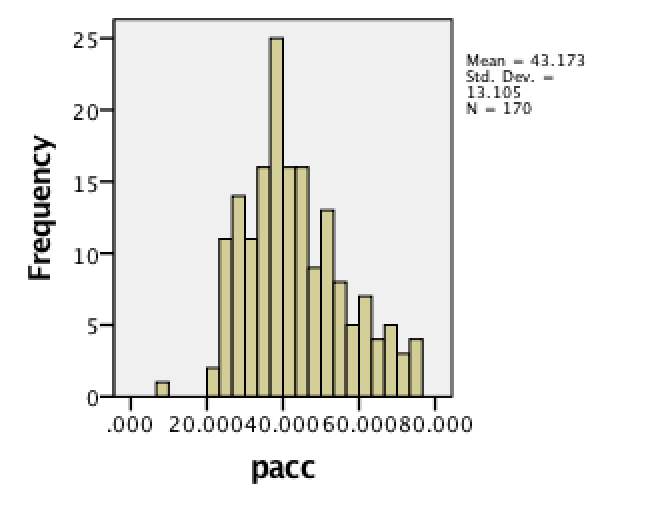 25
20
15
10
5
0
Frequency
.000 20.000 40.000 60.000 80.000
pacc
Mean = 43.173
Std. Dev. =
13.105
N = 170